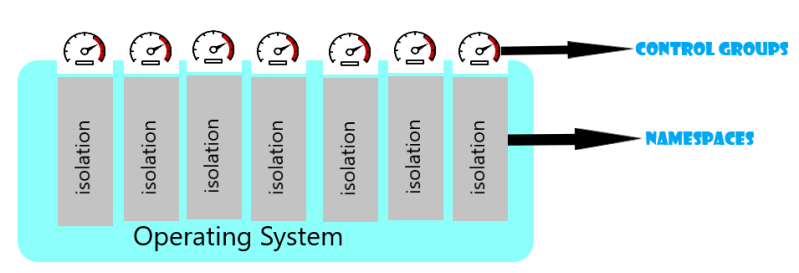 CONTROL GROUPS
isolation
isolation
isolation
isolation
isolation
isolation
isolation
NAMESPACES
Operating System